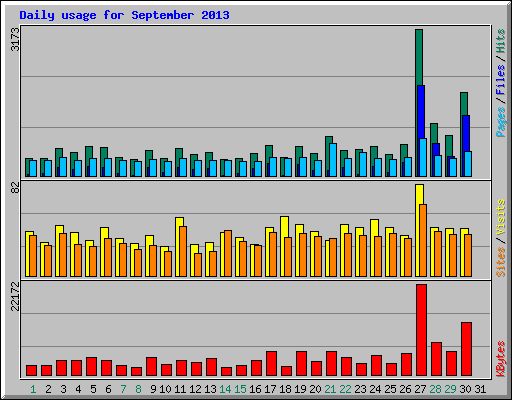 Daily usage for September 2013
3173
Pages / Files / Hits
82
Sites / Visits
22172
KBytes
1 2 3 4 5 6 7 8 9 10 11 12 13 14 15 16 17 18 19 20 21 22 23 24 25 26 27 28 29 30 31